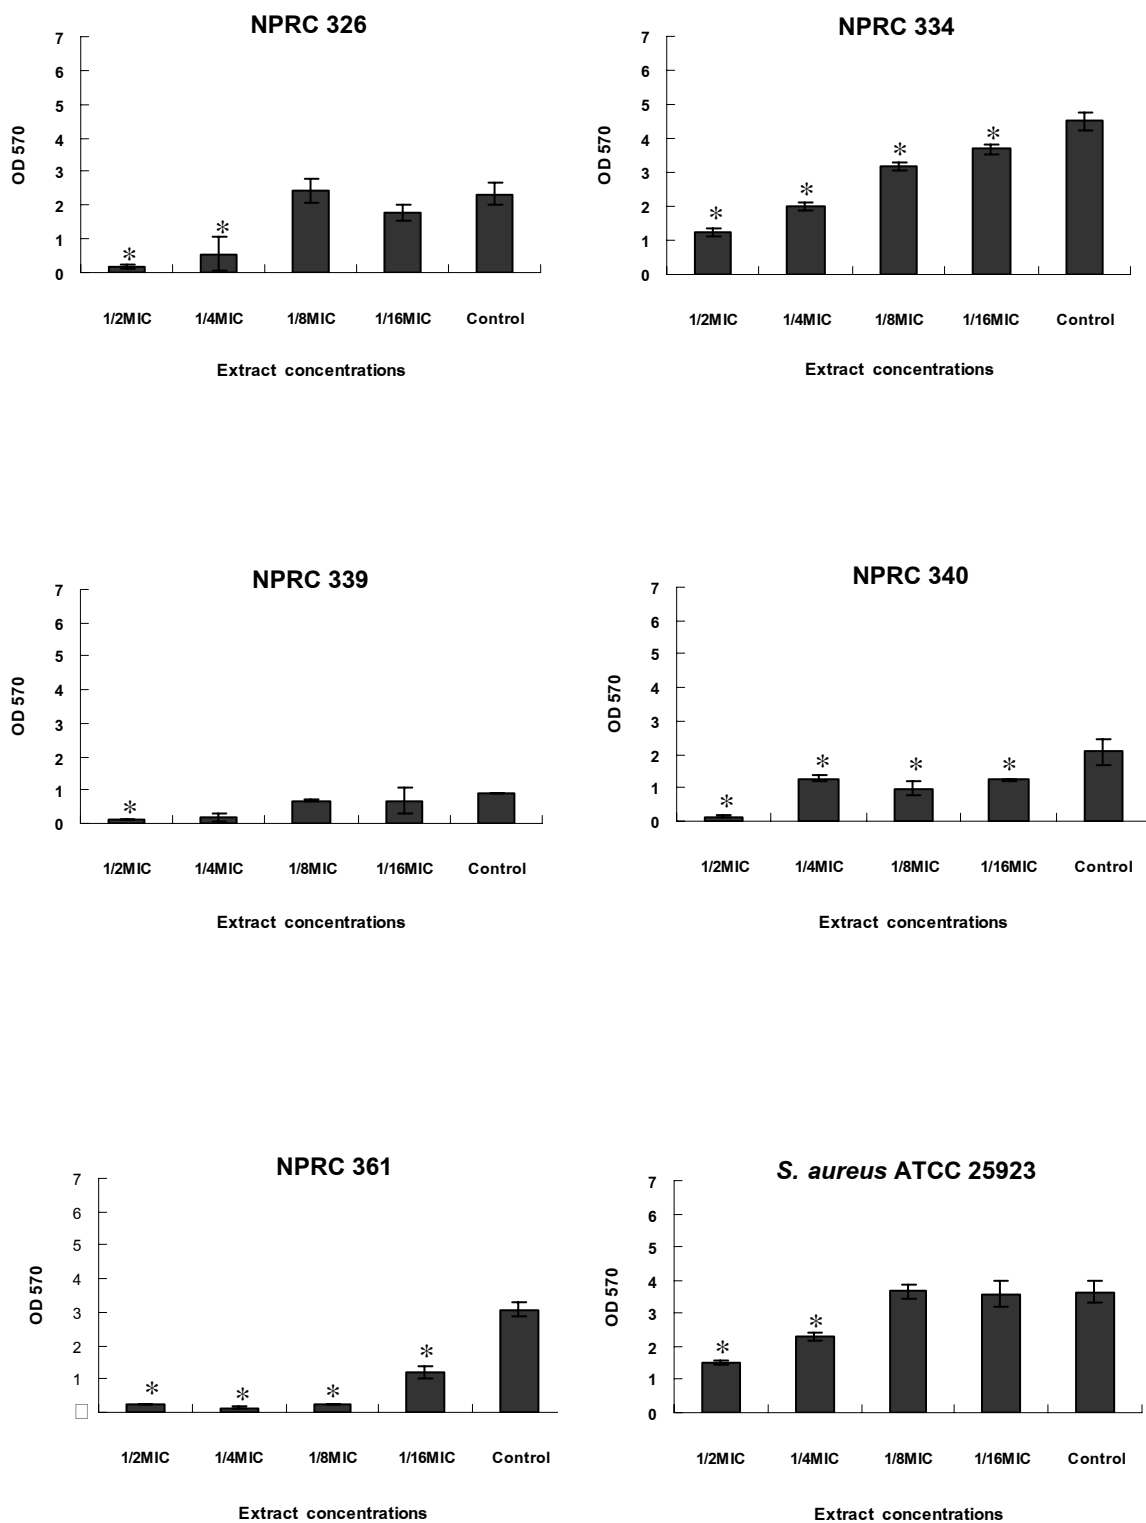 NPRC 326
7
6
5
4
3
2
1
0
OD 570
* *
1/2MIC 1/4MIC 1/8MIC 1/16MIC Control
Extract concentrations
NPRC 334
7
6
5
4
3
2
1
0
OD 570
* * * *
1/2MIC 1/4MIC 1/8MIC 1/16MIC Control
Extract concentrations
NPRC 339
7
6
5
4
3
2
1
0
OD 570
*
1/2MIC 1/4MIC 1/8MIC 1/16MIC Control
Extract concentrations
NPRC 340
7
6
5
4
3
2
1
0
OD 570
* * * *
1/2MIC 1/4MIC 1/8MIC 1/16MIC Control
Extract concentrations
NPRC 361
7
6
5
4
3
2
1
OD 570
* * * *
1/2MIC 1/4MIC 1/8MIC 1/16MIC Control
Extract concentrations
S. aureus ATCC 25923
7
6
5
4
3
2
1
0
OD 570
* *
1/2MIC 1/4MIC 1/8MIC 1/16MIC Control
Extract concentrations